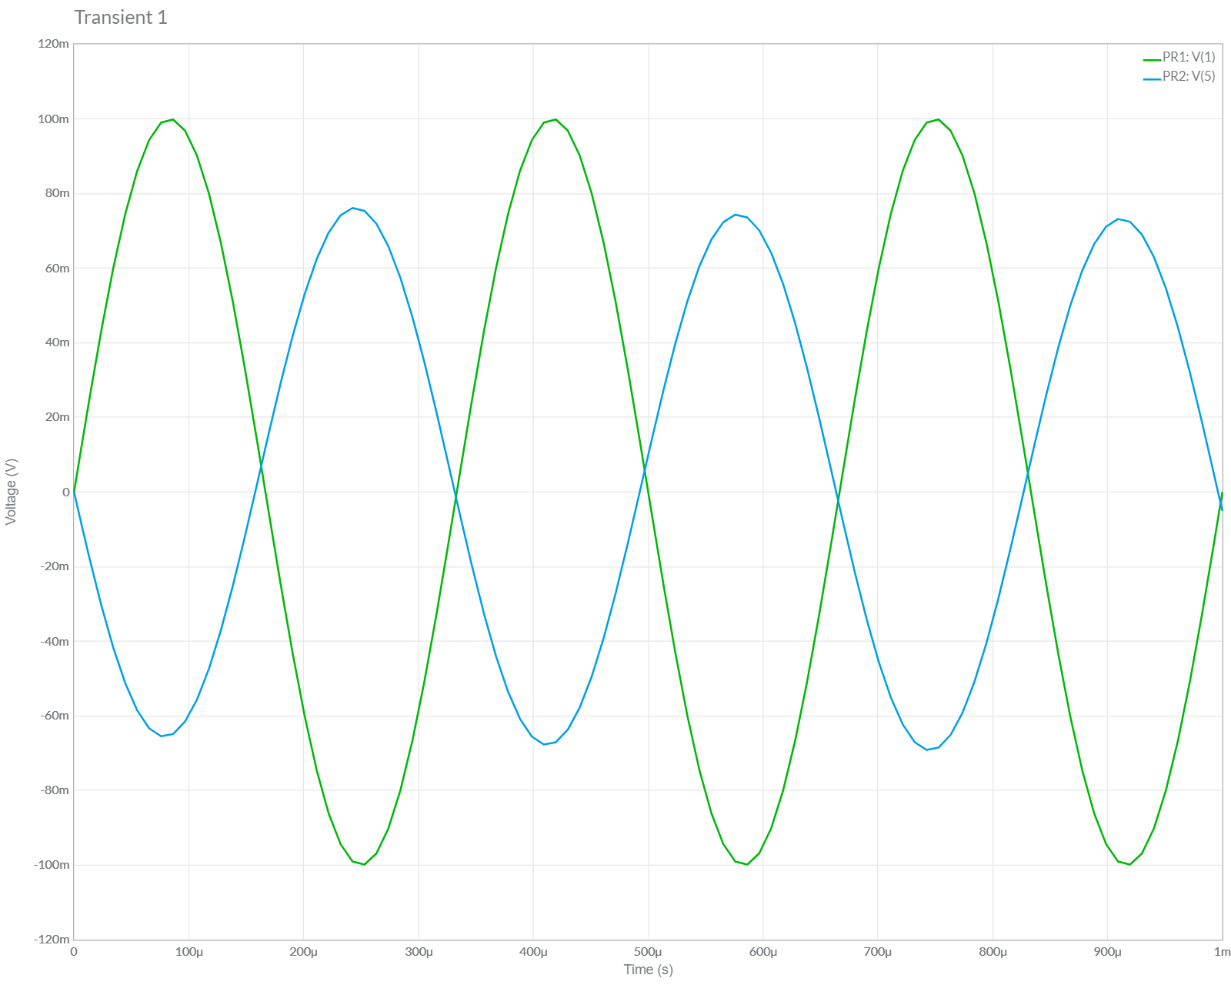 Transient 1
PR1: V(1)
PR2: V(5)
120m
100m
80m
60m
40m
20m
0
-20m
-40m
-60m
-80m
-100m
-120m
Voltage (V)
0 100µ 200µ 300µ 400µ 500µ 600µ 700µ 800µ 900µ 1m
Time (s)